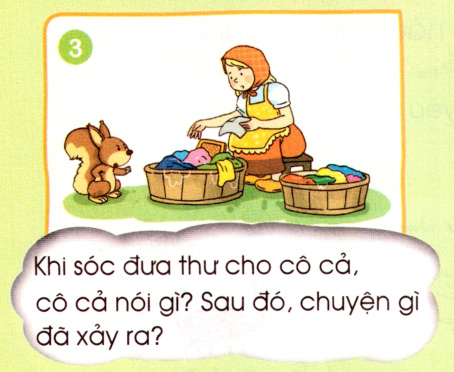 3
Khi sóc đưa thư cho cô cả,
cô cả nói gì? Sau đó, chuyện gì
đã xảy ra?